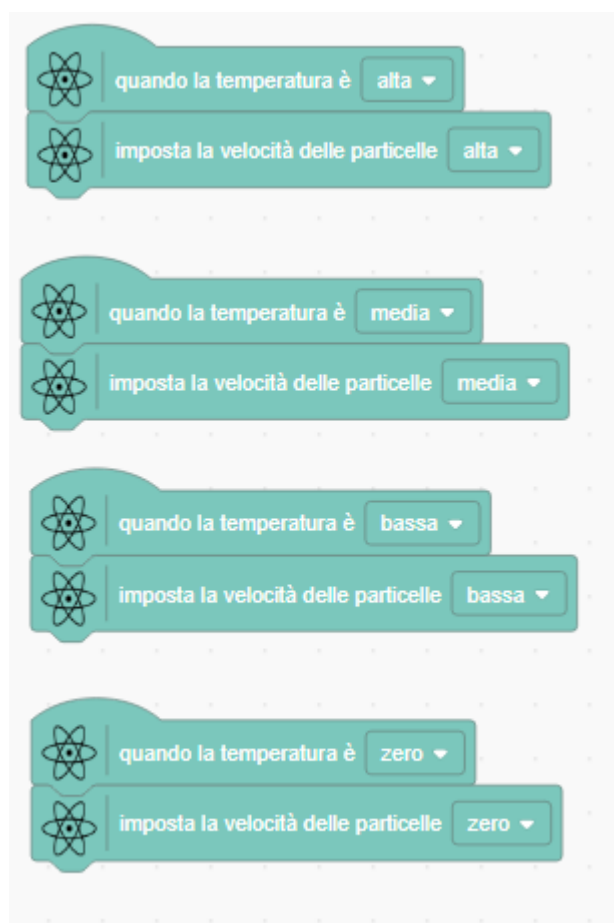 quando la temperatura è alta
imposta la velocità delle particelle alta
quando la temperatura è media
imposta la velocità delle particelle media
quando la temperatura è bassa
imposta la velocità delle particelle bassa
quando la temperatura è zero
imposta la velocità delle particelle zero